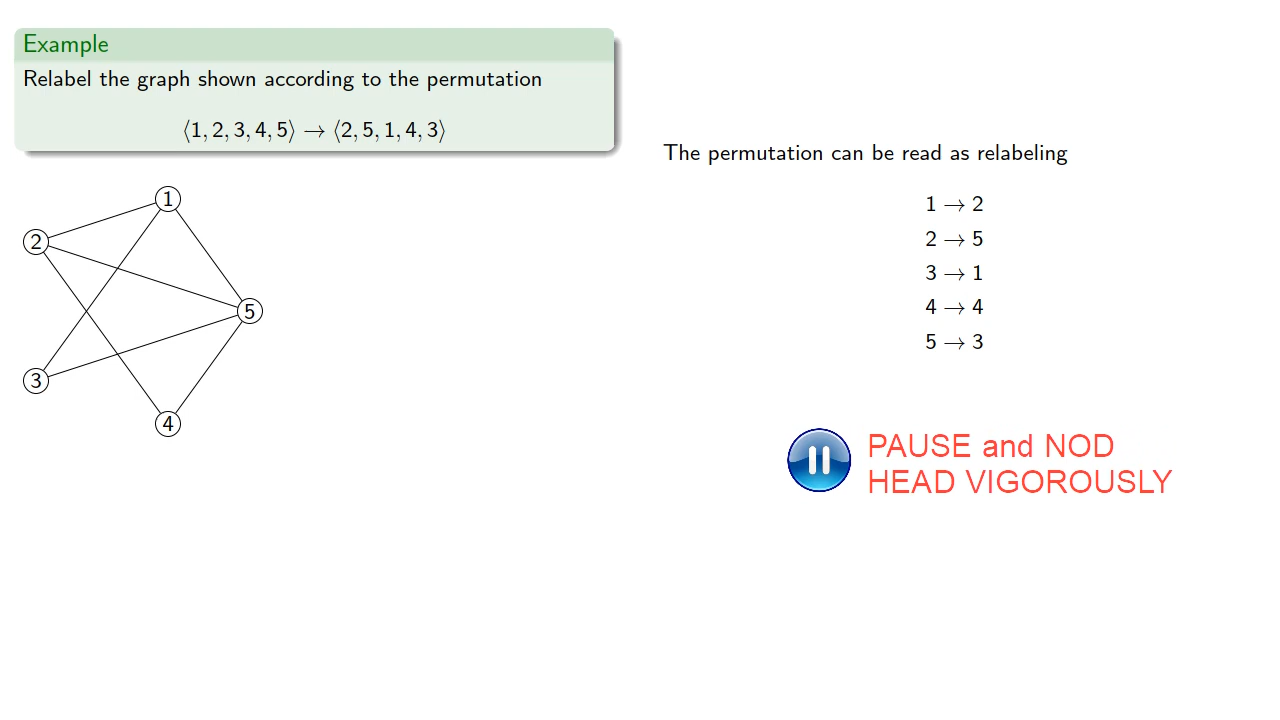 Example
Relabel the graph shown according to the permutation
⟨1, 2, 3, 4, 5⟩ → ⟨2, 5, 1, 4, 3⟩
1
2
5
3
4
The permutation can be read as relabeling
1 → 2
2 → 5
3 → 1
4 → 4
5 → 3
PAUSE and NOD
HEAD VIGOROUSLY